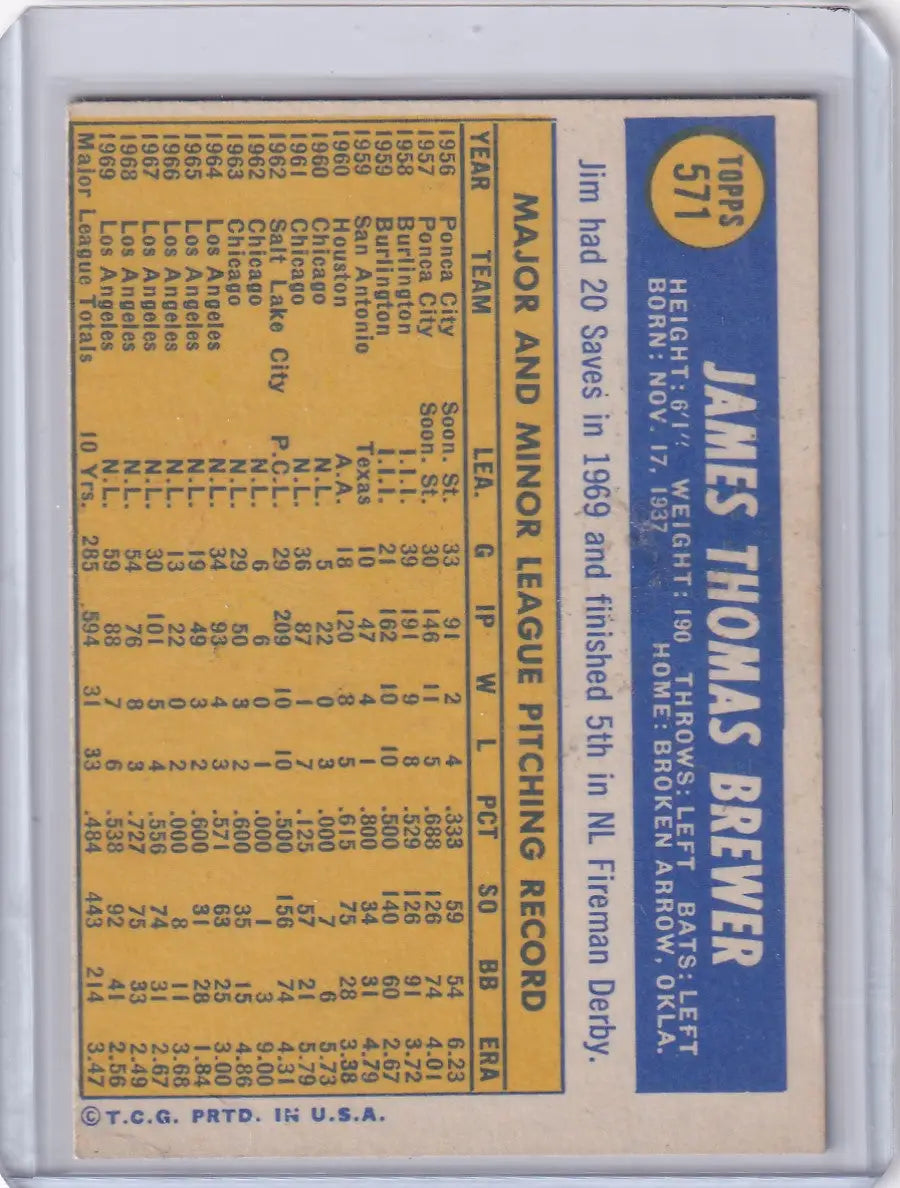 TOPPS
571
JAMES THOMAS BREWER
HEIGHT: 6'1" WEIGHT: 190 THROWS: LEFT BATS: LEFT
BORN: NOV. 17, 1937 HOME: BROKEN ARROW, OKLA.
Jim had 20 Saves in 1969 and finished 5th in NL Fireman Derby.
MAJOR AND MINOR LEAGUE PITCHING RECORD
YEAR TEAM LEA. G IP W L PCT SO BB ERA
1956 Ponca City Soon. St. 33 91 2 4 .333 59 54 6.23
1957 Ponca City Soon. St. 30 146 11 5 .688 126 74 4.01
1958 Burlington I.I.I. 39 191 9 8 .529 126 91 3.72
1959 Burlington I.I.I. 21 162 10 10 .500 140 60 2.67
1959 San Antonio Texas 10 47 4 1 .800 34 31 4.79
1960 Houston A.A. 18 120 8 5 .615 75 28 3.38
1960 Chicago N.L. 5 22 0 3 .000 7 6 5.73
1961 Chicago N.L. 36 87 1 7 .125 57 21 5.79
1962 Salt Lake City P.C.L. 29 209 10 10 .500 156 74 4.31
1962 Chicago N.L. 6 6 0 1 .000 1 3 9.00
1963 Chicago N.L. 29 50 3 2 .600 35 15 4.86
1964 Los Angeles N.L. 34 93 4 3 .571 63 25 3.00
1965 Los Angeles N.L. 19 49 3 2 .600 31 28 1.84
1966 Los Angeles N.L. 13 22 0 2 .000 8 11 3.68
1967 Los Angeles N.L. 30 101 5 4 .556 74 31 2.67
1968 Los Angeles N.L. 54 76 8 3 .727 75 33 2.49
1969 Los Angeles N.L. 59 88 7 6 .538 92 41 2.56
Major League Totals 10 Yrs. 285 594 31 33 .484 443 214 3.47
© T.C.G. PRTD. IN U.S.A.